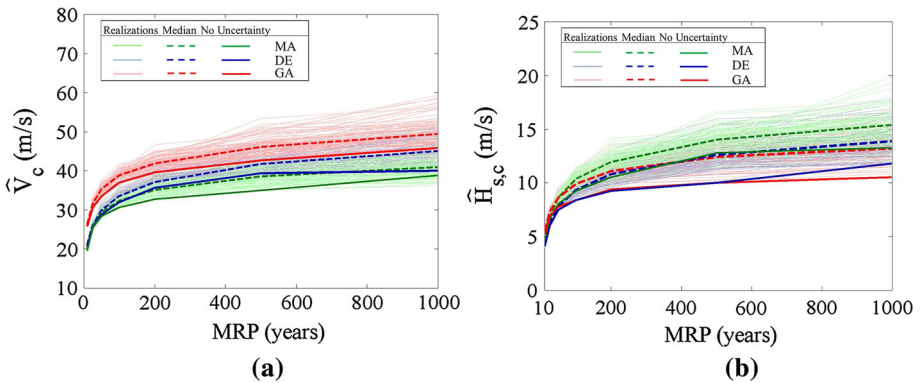 80
70
60
50
40
30
20
10
V̂c (m/s)
Realizations Median No Uncertainty
MA
DE
GA
0 200 400 600 800 1000
MRP (years)
(a)
25
20
15
10
5
0
Ĥs,c (m/s)
Realizations Median No Uncertainty
MA
DE
GA
10 200 400 600 800 1000
MRP (years)
(b)